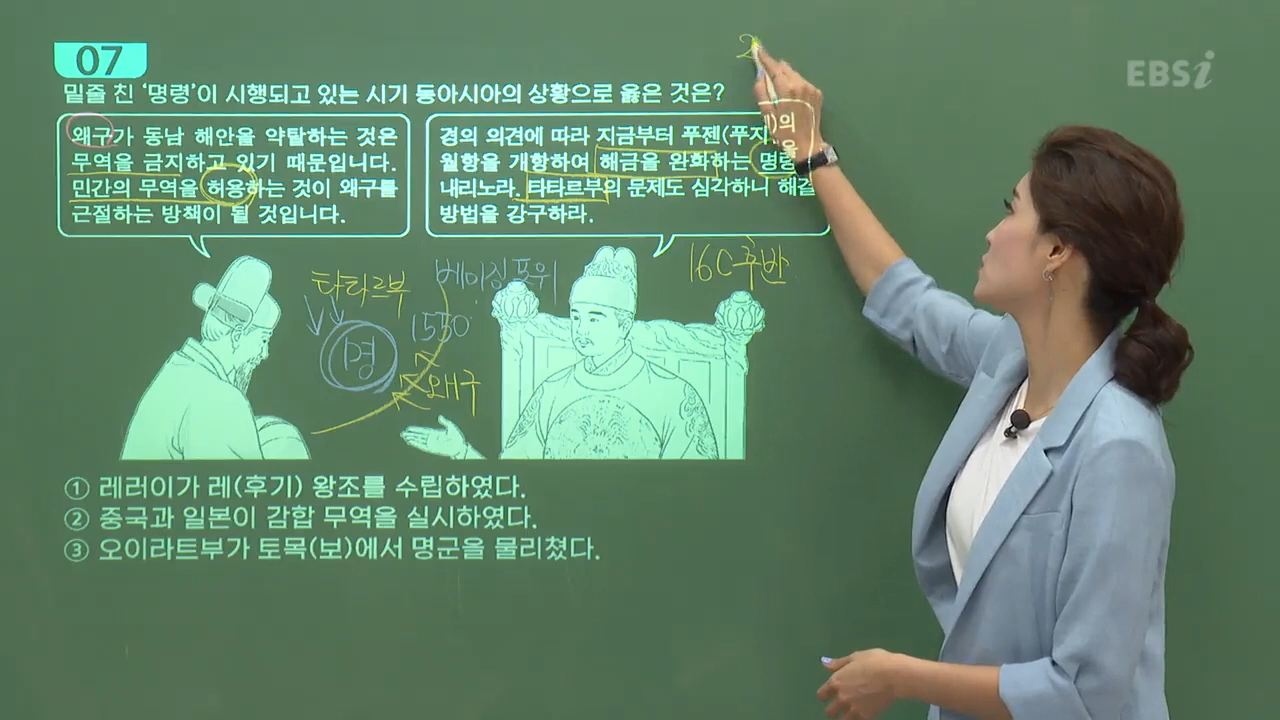 EBSi
07
밑줄 친 ‘명령’이 시행되고 있는 시기 동아시아의 상황으로 옳은 것은?
왜구가 동남 해안을 약탈하는 것은
무역을 금지하고 있기 때문입니다.
민간의 무역을 허용하는 것이 왜구를
근절하는 방책이 될 것입니다.
경의 의견에 따라 지금부터 푸젠(푸지 의
월항을 개항하여 해금을 완화하는 명령을
내리노라. 타타르부의 문제도 심각하니 해결
방법을 강구하라.
타타르부
베이징 포위
16C 후반
명
1550
왜구
① 레러이가 레(후기) 왕조를 수립하였다.
② 중국과 일본이 감합 무역을 실시하였다.
③ 오이라트부가 토목(보)에서 명군을 물리쳤다.